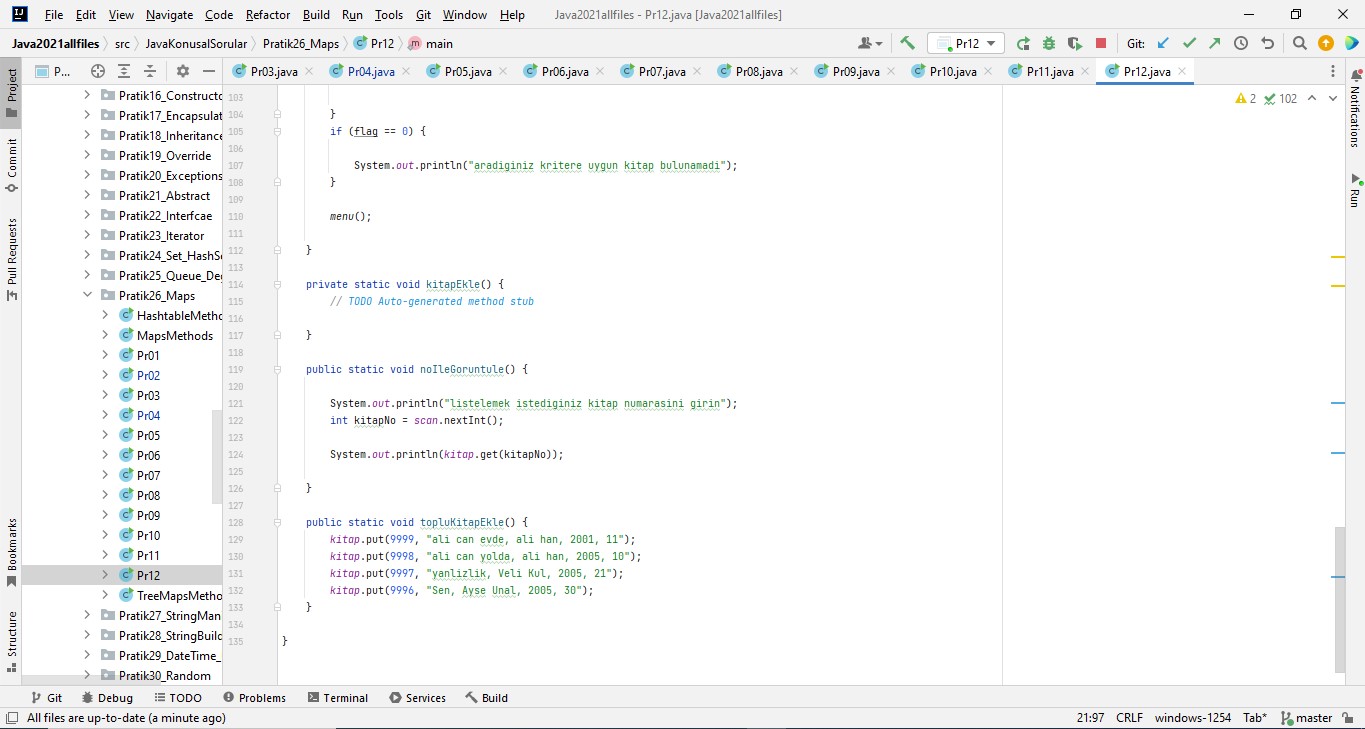 File Edit View Navigate Code Refactor Build Run Tools Git Window Help Java2021allfiles - Pr12.java [Java2021allfiles]
Java2021allfiles src JavaKonusalSorular Pratik26_Maps Pr12 main Pr12 Git:
P... Pr03.java Pr04.java Pr05.java Pr06.java Pr07.java Pr08.java Pr09.java Pr10.java Pr11.java Pr12.java
Project
Commit
Pull Requests
Bookmarks
Structure
Pratik16_Constructo
Pratik17_Encapsulat
Pratik18_Inheritance
Pratik19_Override
Pratik20_Exceptions
Pratik21_Abstract
Pratik22_Interfcae
Pratik23_Iterator
Pratik24_Set_HashS
Pratik25_Queue_De
Pratik26_Maps
HashtableMetho
MapsMethods
Pr01
Pr02
Pr03
Pr04
Pr05
Pr06
Pr07
Pr08
Pr09
Pr10
Pr11
Pr12
TreeMapsMetho
Pratik27_StringMan
Pratik28_StringBuild
Pratik29_DateTime_
Pratik30_Random
2 102
103
104 }
105 if (flag == 0) {
106
107 System.out.println("aradiginiz kritere uygun kitap bulunamadi");
108 }
109
110 menu();
111
112 }
113
114 private static void kitapEkle() {
115 // TODO Auto-generated method stub
116
117 }
118
119 public static void noIleGoruntule() {
120
121 System.out.println("listelemek istediginiz kitap numarasini girin");
122 int kitapNo = scan.nextInt();
123
124 System.out.println(kitap.get(kitapNo));
125
126 }
127
128 public static void topluKitapEkle() {
129 kitap.put(9999, "ali can evde, ali han, 2001, 11");
130 kitap.put(9998, "ali can yolda, ali han, 2005, 10");
131 kitap.put(9997, "yanlizlik, Veli Kul, 2005, 21");
132 kitap.put(9996, "Sen, Ayse Unal, 2005, 30");
133 }
134
135 }
Notifications
Run
Git Debug TODO Problems Terminal Services Build
All files are up-to-date (a minute ago) 21:97 CRLF windows-1254 Tab* master